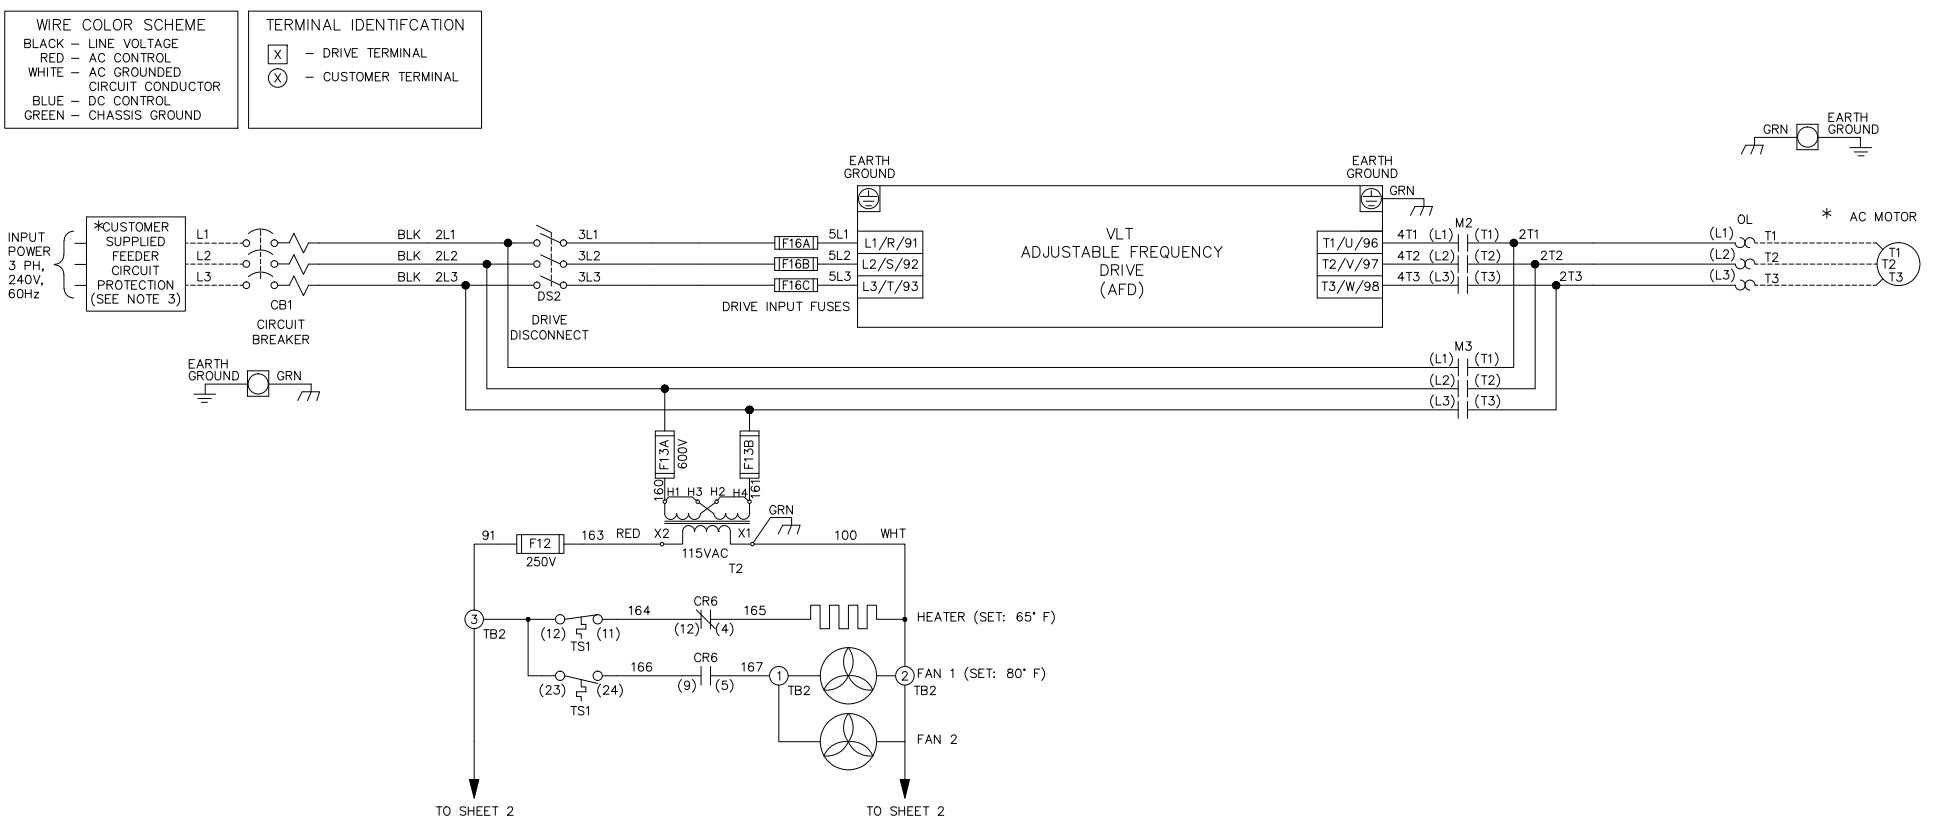 WIRE COLOR SCHEME
BLACK – LINE VOLTAGE
RED – AC CONTROL
WHITE – AC GROUNDED
CIRCUIT CONDUCTOR
BLUE – DC CONTROL
GREEN – CHASSIS GROUND
TERMINAL IDENTIFCATION
X – DRIVE TERMINAL
X – CUSTOMER TERMINAL
GRN
EARTH
GROUND
EARTH
GROUND
EARTH
GROUND
GRN
INPUT
POWER
3 PH,
240V,
60Hz
*CUSTOMER
SUPPLIED
FEEDER
CIRCUIT
PROTECTION
(SEE NOTE 3)
L1
L2
L3
CB1
CIRCUIT
BREAKER
BLK 2L1
BLK 2L2
BLK 2L3
DS2
DRIVE
DISCONNECT
3L1
3L2
3L3
F16A
F16B
F16C
DRIVE INPUT FUSES
5L1
5L2
5L3
L1/R/91
L2/S/92
L3/T/93
VLT
ADJUSTABLE FREQUENCY
DRIVE
(AFD)
T1/U/96
T2/V/97
T3/W/98
4T1 (L1) M2 (T1) 2T1
4T2 (L2) (T2) 2T2
4T3 (L3) (T3) 2T3
OL
(L1) T1
(L2) T2
(L3) T3
* AC MOTOR
T1
T2
T3
M3
(L1) (T1)
(L2) (T2)
(L3) (T3)
EARTH
GROUND
GRN
F13A
600V
F13B
160
161
H1 H3 H2 H4
GRN
91
F12
250V
163 RED X2
X1
115VAC
T2
100 WHT
3
TB2
(12) (11)
TS1
164
CR6
(12) (4)
165
HEATER (SET: 65° F)
(23) (24)
TS1
166
CR6
(9) (5)
167
1
TB2
2
TB2
FAN 1 (SET: 80° F)
FAN 2
TO SHEET 2
TO SHEET 2